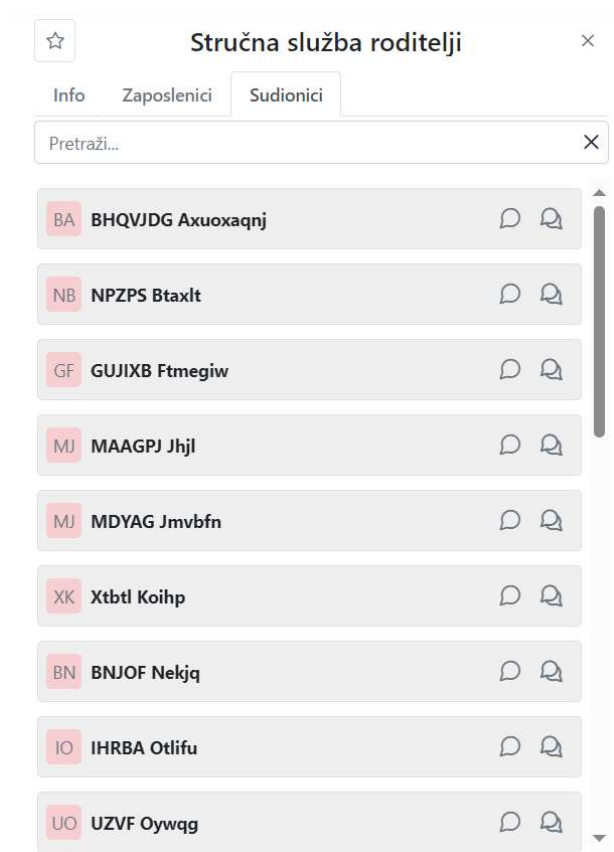 Stručna služba roditelji
Info Zaposlenici Sudionici
Pretraži...
BA BHQVJDG Axuoxaqnj
NB NPZPS Btaxlt
GF GUJIXB Ftmegiw
MJ MAAGPJ Jhjl
MJ MDYAG Jmvbfn
XK Xtbtl Koihp
BN BNJOF Nekjq
IO IHRBA Otlifu
UO UZVF Oywqg